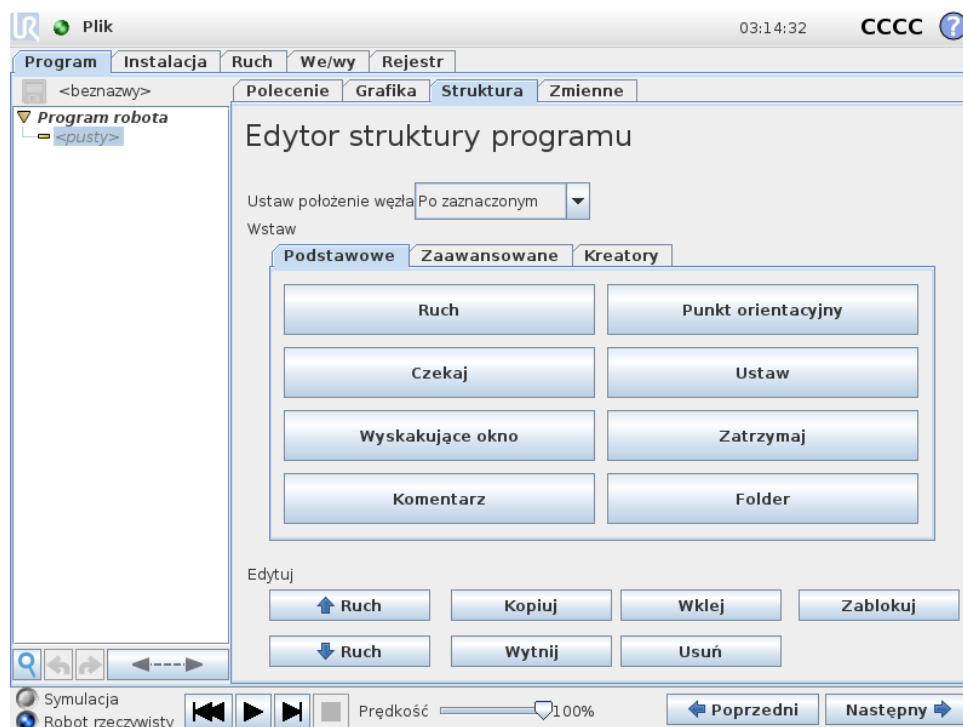 UR Plik 03:14:32 CCCC ?
Program Instalacja Ruch We/wy Rejestr
<beznazwy> Polecenie Grafika Struktura Zmienne
Program robota
<pusty>
Edytor struktury programu
Ustaw położenie węzła Po zaznaczonym
Wstaw
Podstawowe Zaawansowane Kreatory
Ruch Punkt orientacyjny
Czekaj Ustaw
Wyskakujące okno Zatrzymaj
Komentarz Folder
Edytuj
Ruch Kopiuj Wklej Zablokuj
Ruch Wytnij Usuń
Symulacja
Robot rzeczywisty
Prędkość 100% Poprzedni Następny